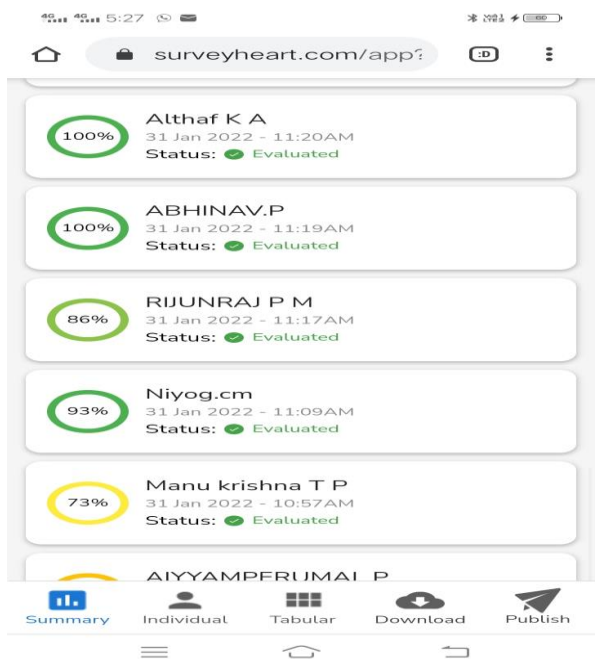 4G 4G 5:27
surveyheart.com/app?
:D
100%
Althaf K A
31 Jan 2022 - 11:20AM
Status: Evaluated
100%
ABHINAV.P
31 Jan 2022 - 11:19AM
Status: Evaluated
86%
RIJUNRAJ P M
31 Jan 2022 - 11:17AM
Status: Evaluated
93%
Niyog.cm
31 Jan 2022 - 11:09AM
Status: Evaluated
73%
Manu krishna T P
31 Jan 2022 - 10:57AM
Status: Evaluated
AIYYAMPERUMAL P
Summary Individual Tabular Download Publish